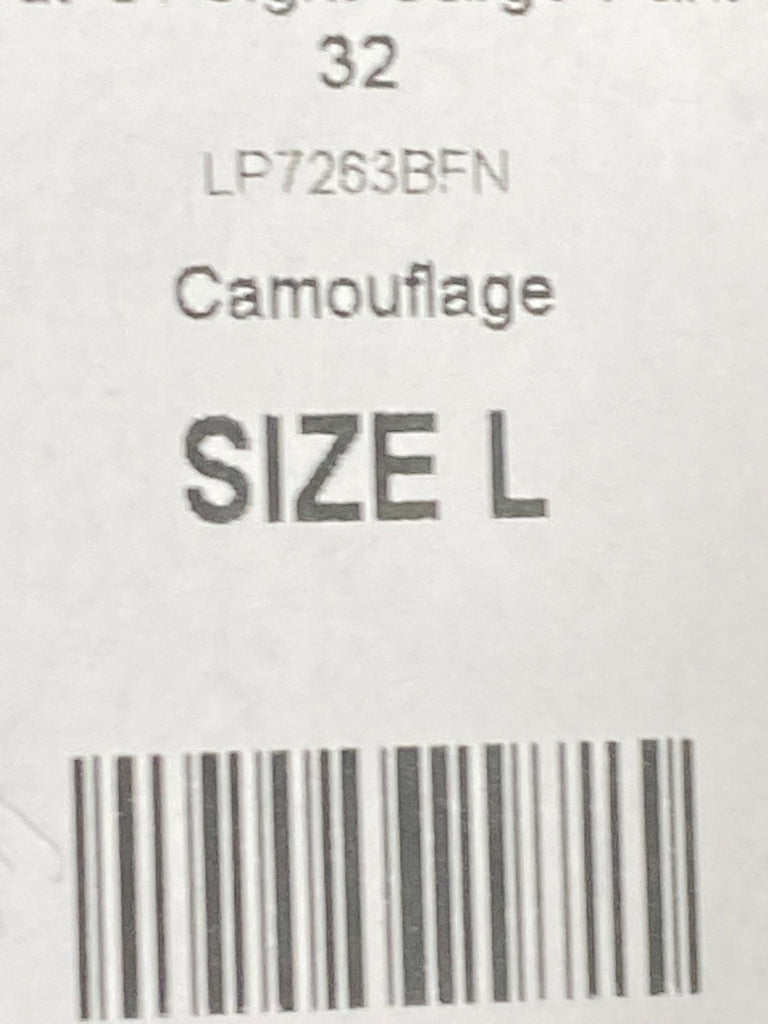 32
LP7263BFN
Camouflage
SIZE L